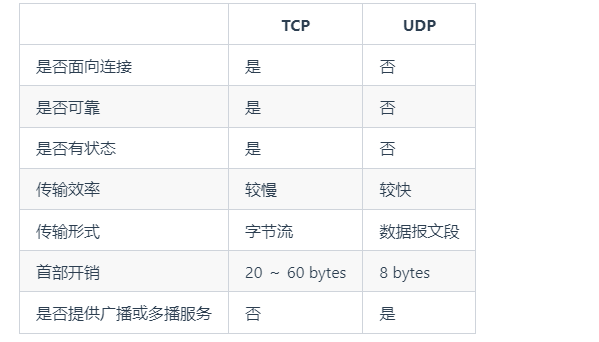 TCP UDP
是否面向连接 是 否
是否可靠 是 否
是否有状态 是 否
传输效率 较慢 较快
传输形式 字节流 数据报文段
首部开销 20 ～ 60 bytes 8 bytes
是否提供广播或多播服务 否 是